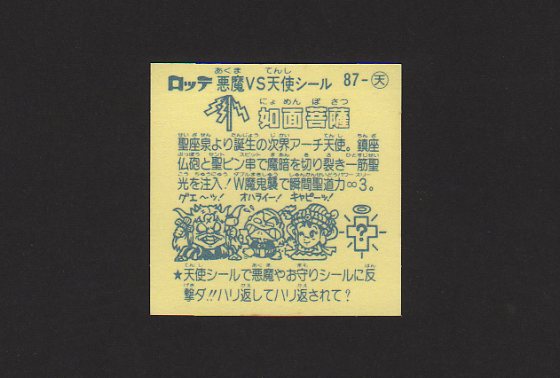 ロッテ 悪魔VS天使シール 87-天
如面菩薩
聖座泉より誕生の次界アーチ天使。鎮座
仏砲と聖ピン串で魔暗を切り裂き一筋聖
光を注入！W魔鬼襲で瞬間聖道力∞3。
ゲェ〜ッ！ オハライー！ キャピーッ！
?
★天使シールで悪魔やお守りシールに反
撃ダ!!ハリ返してハリ返されて？